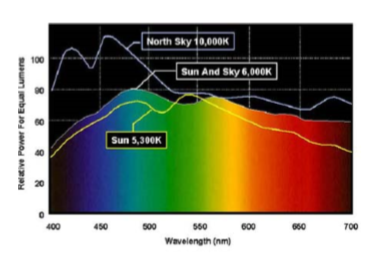 North Sky 10,000K
Sun And Sky 6,000K
Sun 5,300K
Relative Power For Equal Lumens
100
80
60
40
20
0
400 450 500 550 600 650 700
Wavelength (nm)